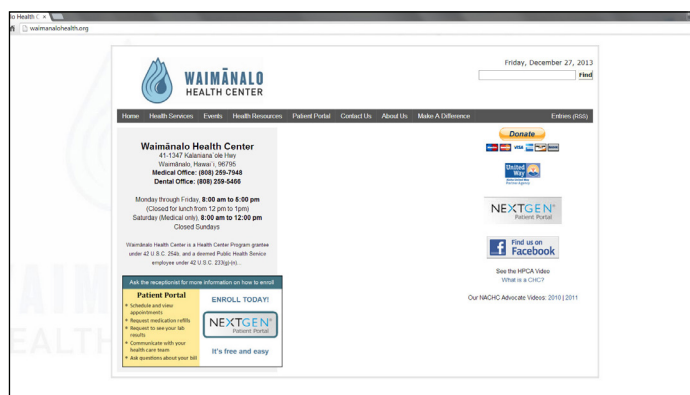 lo Health C
waimanalohealth.org
WAIMĀNALO
HEALTH CENTER
Friday, December 27, 2013
Find
Home Health Services Events Health Resources Patient Portal Contact Us About Us Make A Difference Entries (RSS)
Waimānalo Health Center
41-1347 Kalaniana`ole Hwy
Waimānalo, Hawai`i, 96795
Medical Office: (808) 259-7948
Dental Office: (808) 259-5466
Monday through Friday, 8:00 am to 5:00 pm
(Closed for lunch from 12 pm to 1pm)
Saturday (Medical only), 8:00 am to 12:00 pm
Closed Sundays
Waimānalo Health Center is a Health Center Program grantee
under 42 U.S.C. 254b, and a deemed Public Health Service
employee under 42 U.S.C. 233(g)-(n)...
Ask the receptionist for more information on how to enroll
Patient Portal
Schedule and view
appointments
Request medication refills
Request to see your lab
results
Communicate with your
health care team
Ask questions about your bill
ENROLL TODAY!
NEXTGEN
Patient Portal
It's free and easy
Donate
VISA
United
Way
NEXTGEN
Patient Portal
Find us on
Facebook
See the HPCA Video
What is a CHC?
Our NACHC Advocate Videos: 2010 | 2011